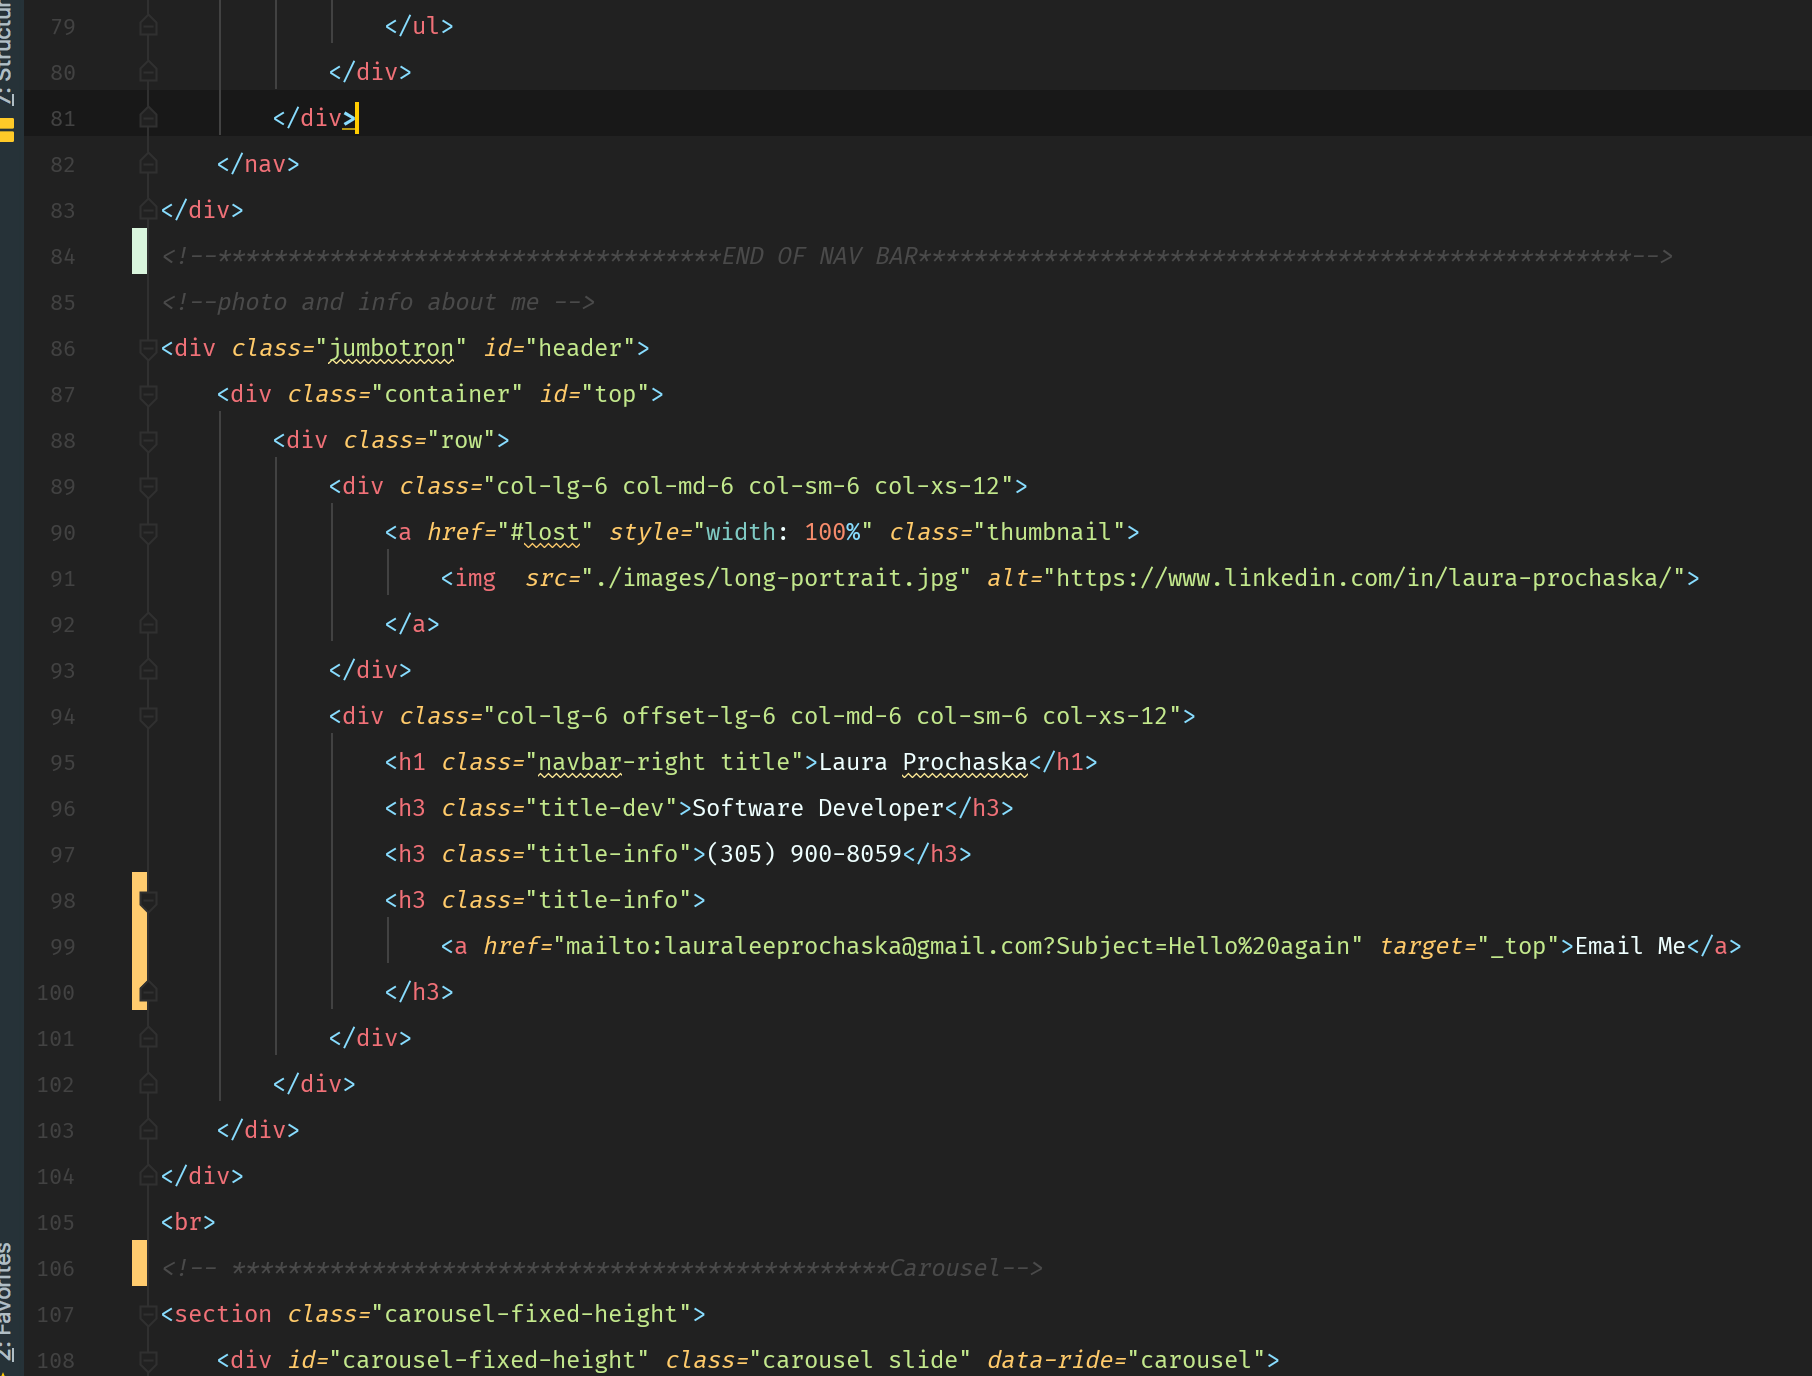 7: Structur
79 </ul>
80 </div>
81 </div>
82 </nav>
83 </div>
84 <!--************************************END OF NAV BAR***************************************************-->
85 <!--photo and info about me -->
86 <div class="jumbotron" id="header">
87 <div class="container" id="top">
88 <div class="row">
89 <div class="col-lg-6 col-md-6 col-sm-6 col-xs-12">
90 <a href="#lost" style="width: 100%" class="thumbnail">
91 <img  src="./images/long-portrait.jpg" alt="https://www.linkedin.com/in/laura-prochaska/">
92 </a>
93 </div>
94 <div class="col-lg-6 offset-lg-6 col-md-6 col-sm-6 col-xs-12">
95 <h1 class="navbar-right title">Laura Prochaska</h1>
96 <h3 class="title-dev">Software Developer</h3>
97 <h3 class="title-info">(305) 900-8059</h3>
98 <h3 class="title-info">
99 <a href="mailto:lauraleeprochaska@gmail.com?Subject=Hello%20again" target="_top">Email Me</a>
100 </h3>
101 </div>
102 </div>
103 </div>
104 </div>
105 <br>
106 <!-- ***********************************************Carousel-->
107 <section class="carousel-fixed-height">
108 <div id="carousel-fixed-height" class="carousel slide" data-ride="carousel">
2: Favorites